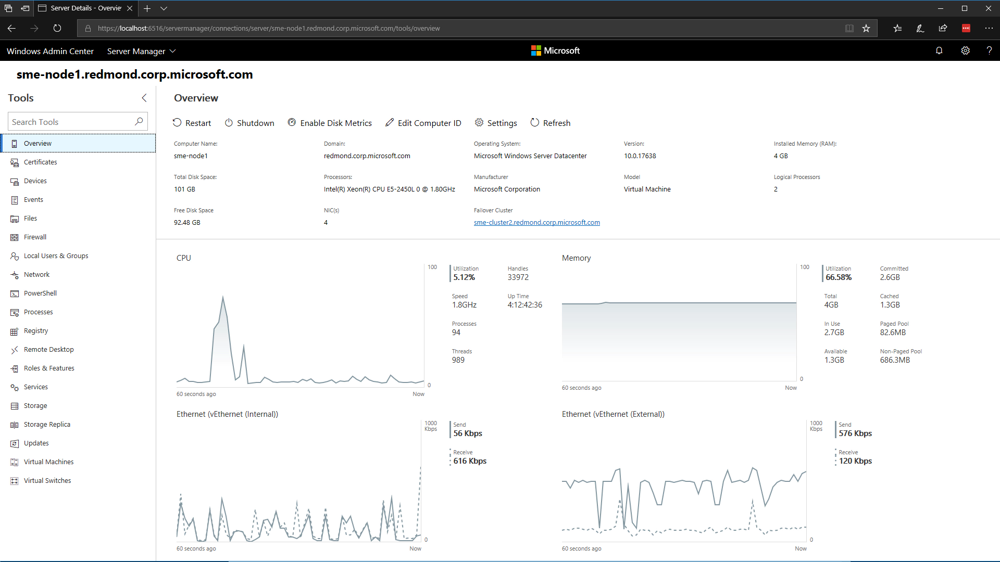 Server Details - Overvie
https://localhost:6516/servermanager/connections/server/sme-node1.redmond.corp.microsoft.com/tools/overview
Windows Admin Center Server Manager Microsoft ?
sme-node1.redmond.corp.microsoft.com
Tools
Search Tools
Overview
Certificates
Devices
Events
Files
Firewall
Local Users & Groups
Network
PowerShell
Processes
Registry
Remote Desktop
Roles & Features
Services
Storage
Storage Replica
Updates
Virtual Machines
Virtual Switches
Overview
Restart Shutdown Enable Disk Metrics Edit Computer ID Settings Refresh
Computer Name: Domain: Operating System: Version: Installed Memory (RAM):
sme-node1 redmond.corp.microsoft.com Microsoft Windows Server Datacenter 10.0.17638 4 GB
Total Disk Space: Processors: Manufacturer Model Logical Processors
101 GB Intel(R) Xeon(R) CPU E5-2450L 0 @ 1.80GHz Microsoft Corporation Virtual Machine 2
Free Disk Space NIC(s) Failover Cluster
92.48 GB 4 sme-cluster2.redmond.corp.microsoft.com
CPU
100
0
60 seconds ago Now
Utilization Handles
5.12% 33972
Speed Up Time
1.8GHz 4:12:42:36
Processes
94
Threads
989
Memory
100
0
60 seconds ago Now
Utilization Committed
66.58% 2.6GB
Total Cached
4GB 1.3GB
In Use Paged Pool
2.7GB 82.6MB
Available Non-Paged Pool
1.3GB 686.3MB
Ethernet (vEthernet (Internal))
1000
Kbps
0
60 seconds ago Now
Send
56 Kbps
Receive
616 Kbps
Ethernet (vEthernet (External))
1000
Kbps
0
60 seconds ago Now
Send
576 Kbps
Receive
120 Kbps